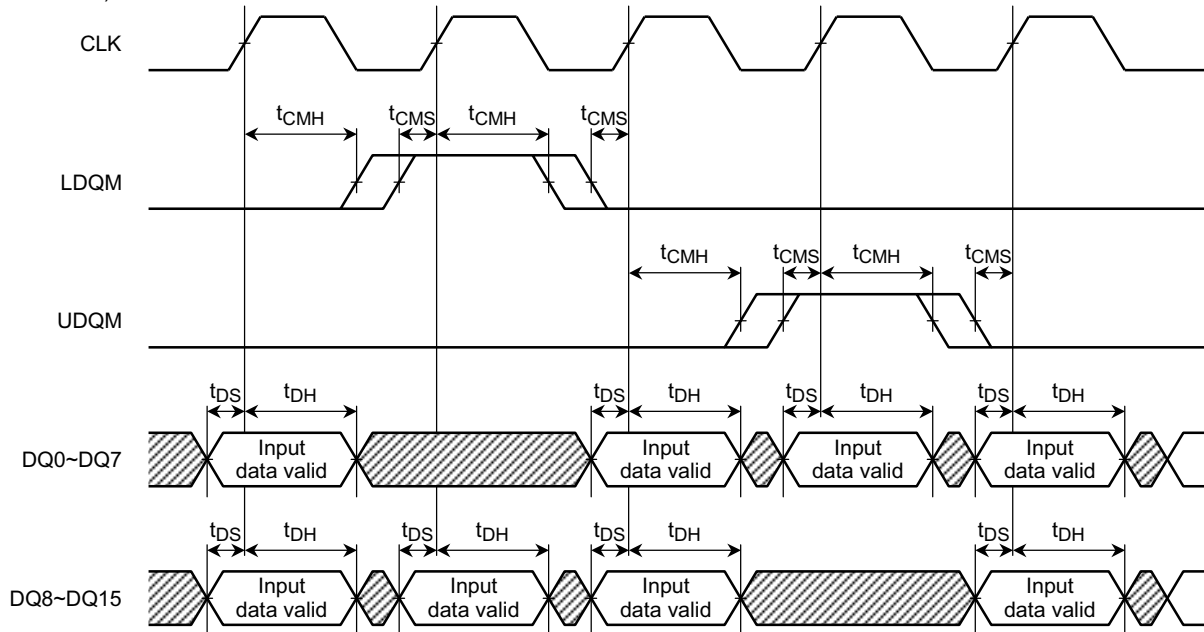 CLK
tCMH tCMS tCMH tCMS
LDQM
tCMH tCMS tCMH tCMS
UDQM
tDS tDH tDS tDH tDS tDH tDS tDH
DQ0~DQ7
Input data valid
Input data valid
Input data valid
Input data valid
tDS tDH tDS tDH tDS tDH tDS tDH
DQ8~DQ15
Input data valid
Input data valid
Input data valid
Input data valid